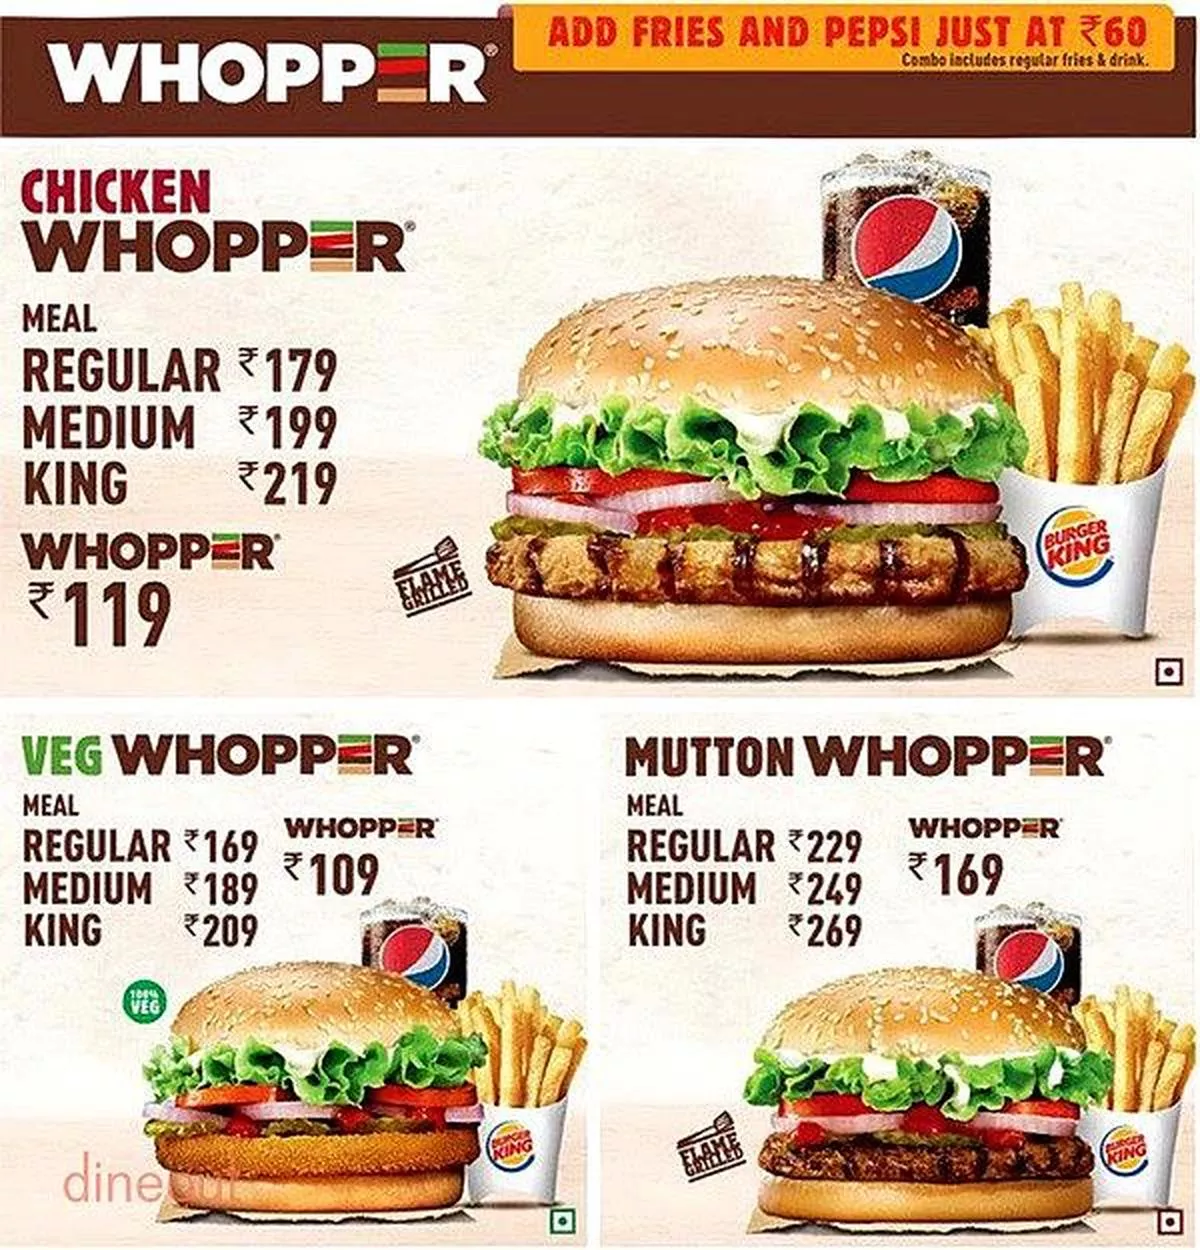 WHOPPER®
ADD FRIES AND PEPSI JUST AT ₹60
Combo includes regular fries & drink.
CHICKEN
WHOPPER®
MEAL
REGULAR ₹179
MEDIUM ₹199
KING ₹219
WHOPPER®
₹119
FLAME
GRILLED
BURGER
KING
VEG WHOPPER®
MEAL
REGULAR ₹169
MEDIUM ₹189
KING ₹209
WHOPPER®
₹109
100%
VEG
BURGER
KING
dineout
MUTTON WHOPPER®
MEAL
REGULAR ₹229
MEDIUM ₹249
KING ₹269
WHOPPER®
₹169
FLAME
GRILLED
BURGER
KING